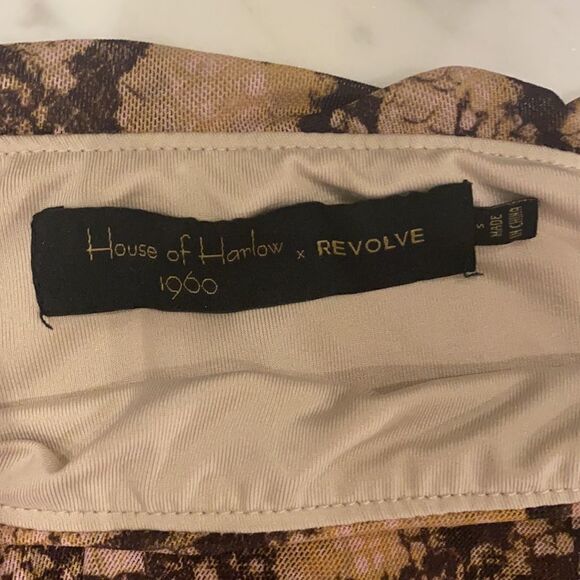 House of Harlow x REVOLVE
1960
S
MADE
IN CHINA